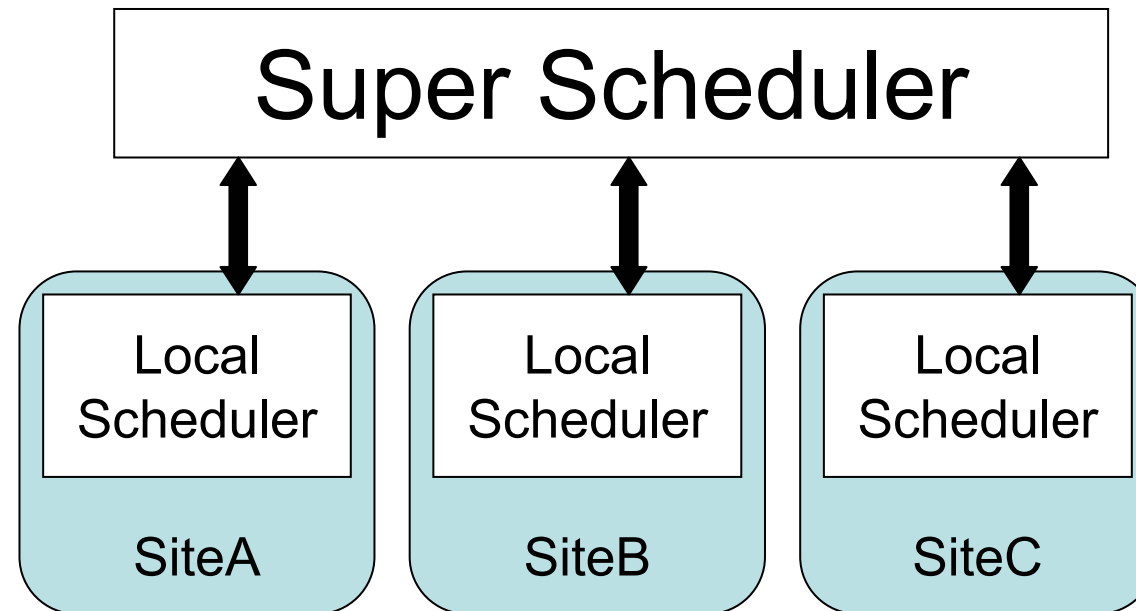 Super Scheduler
Local
Scheduler
SiteA
Local
Scheduler
SiteB
Local
Scheduler
SiteC